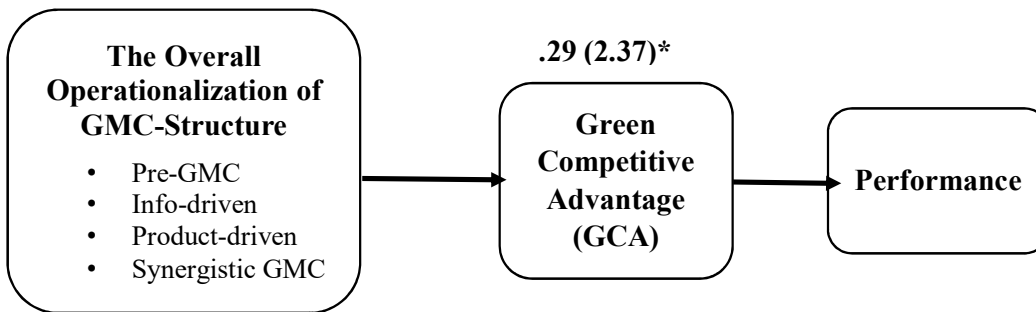 The Overall
Operationalization of
GMC-Structure
• Pre-GMC
• Info-driven
• Product-driven
• Synergistic GMC
.29 (2.37)*
Green
Competitive
Advantage
(GCA)
Performance